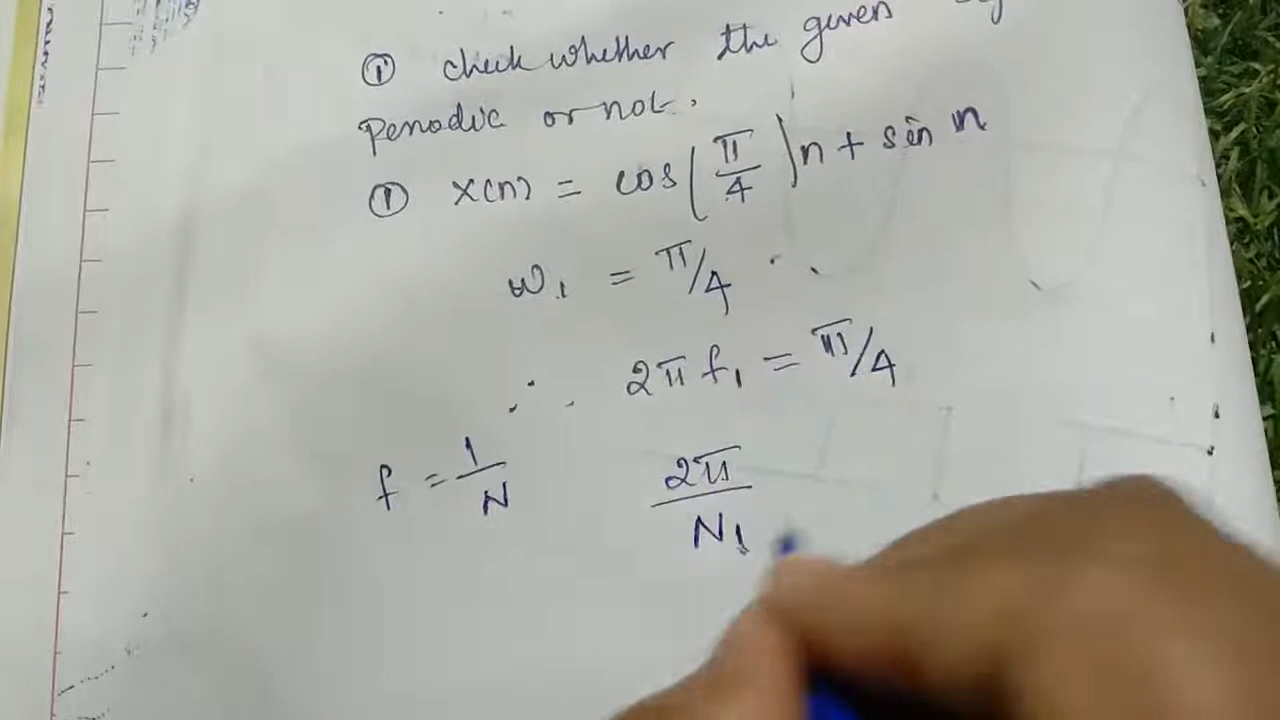 ① check whether the given
periodic or not.
① x(n) = cos(π/4)n + sin n
ω₁ = π/4
∴ 2πf₁ = π/4
f = 1/N 2π/N₁